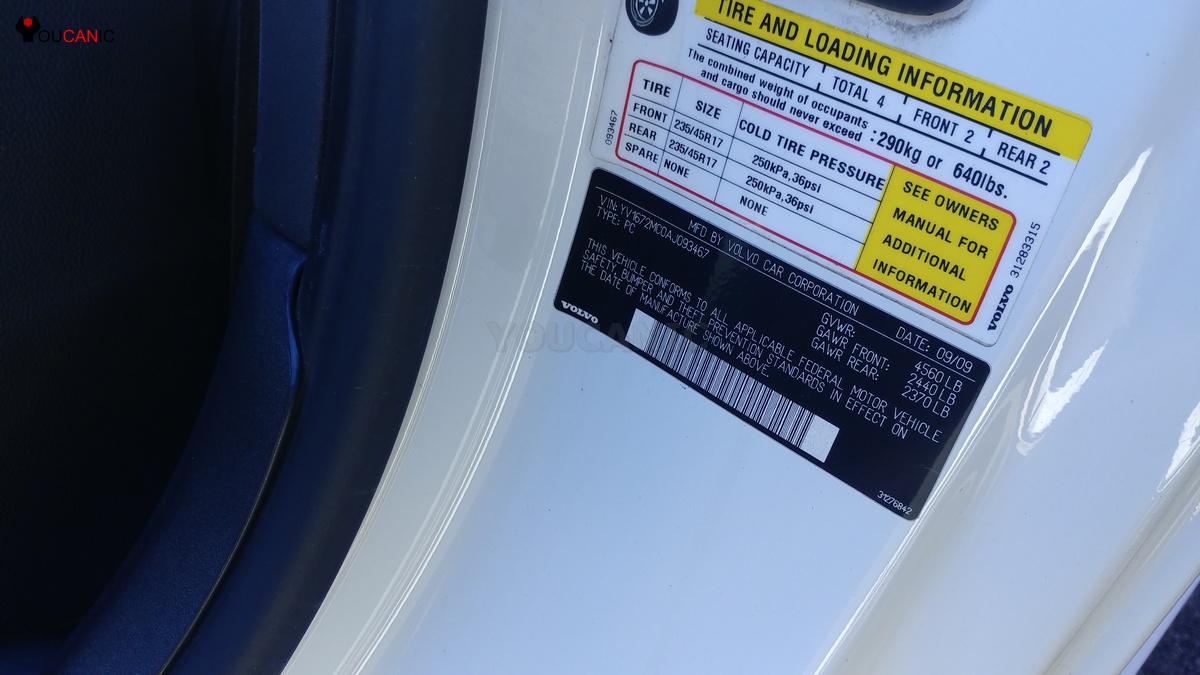 YOUCANIC
TIRE AND LOADING INFORMATION
SEATING CAPACITY TOTAL 4 FRONT 2 REAR 2
The combined weight of occupants
and cargo should never exceed : 290kg or 640lbs.
TIRE SIZE COLD TIRE PRESSURE
FRONT 235/45R17 250kPa,36psi
REAR 235/45R17 250kPa,36psi
SPARE NONE NONE
SEE OWNERS
MANUAL FOR
ADDITIONAL
INFORMATION
093467
VOLVO 31283315
MFD BY VOLVO CAR CORPORATION DATE: 09/09
VIN: YV1672MC0AJ093467
TYPE: PC
GVWR: 4560 LB
GAWR FRONT: 2440 LB
GAWR REAR: 2370 LB
THIS VEHICLE CONFORMS TO ALL APPLICABLE FEDERAL MOTOR VEHICLE
SAFETY, BUMPER AND THEFT PREVENTION STANDARDS IN EFFECT ON
THE DATE OF MANUFACTURE SHOWN ABOVE.
VOLVO
31276842